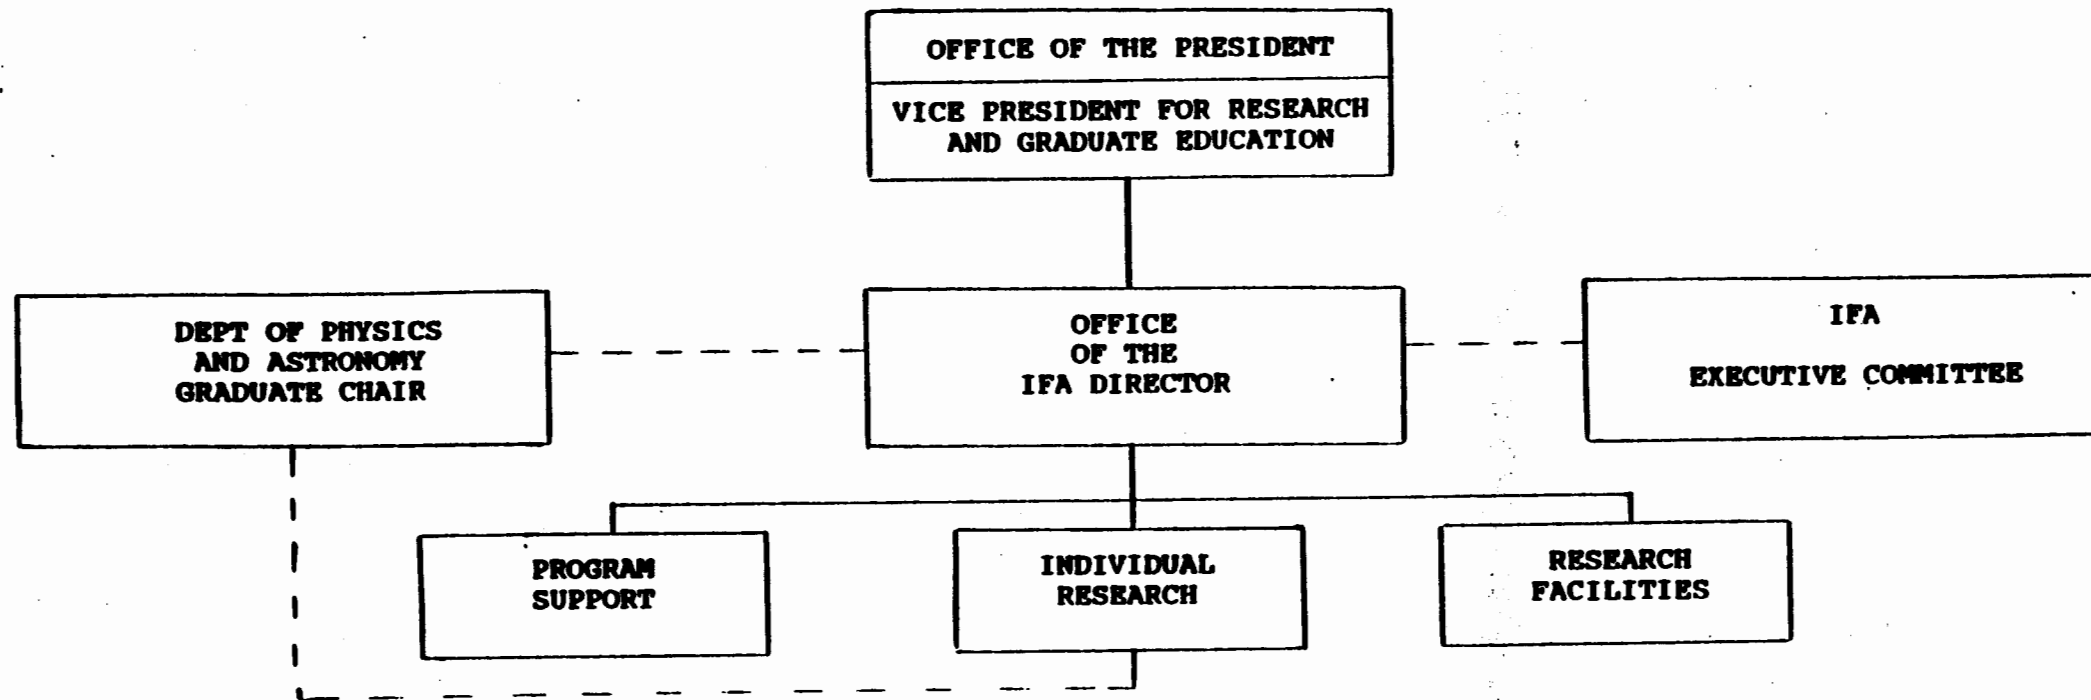 OFFICE OF THE PRESIDENT
VICE PRESIDENT FOR RESEARCH
AND GRADUATE EDUCATION
DEPT OF PHYSICS
AND ASTRONOMY
GRADUATE CHAIR
OFFICE
OF THE
IFA DIRECTOR
IFA
EXECUTIVE COMMITTEE
PROGRAM
SUPPORT
INDIVIDUAL
RESEARCH
RESEARCH
FACILITIES